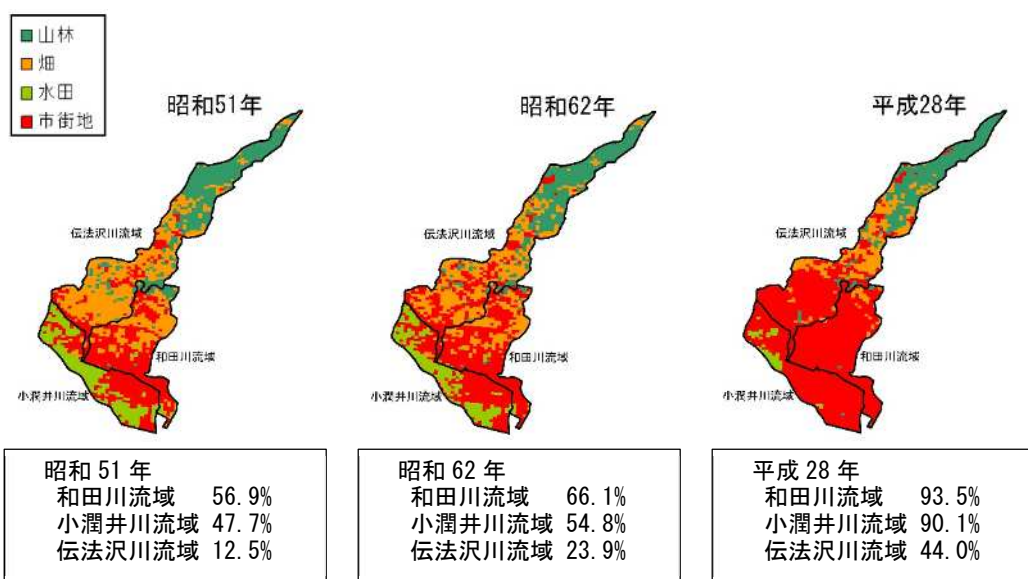 山林
畑
水田
市街地
昭和51年
伝法沢川流域
和田川流域
小潤井川流域
昭和62年
伝法沢川流域
和田川流域
小潤井川流域
平成28年
伝法沢川流域
和田川流域
小潤井川流域
昭和 51 年
和田川流域 56.9%
小潤井川流域 47.7%
伝法沢川流域 12.5%
昭和 62 年
和田川流域 66.1%
小潤井川流域 54.8%
伝法沢川流域 23.9%
平成 28 年
和田川流域 93.5%
小潤井川流域 90.1%
伝法沢川流域 44.0%